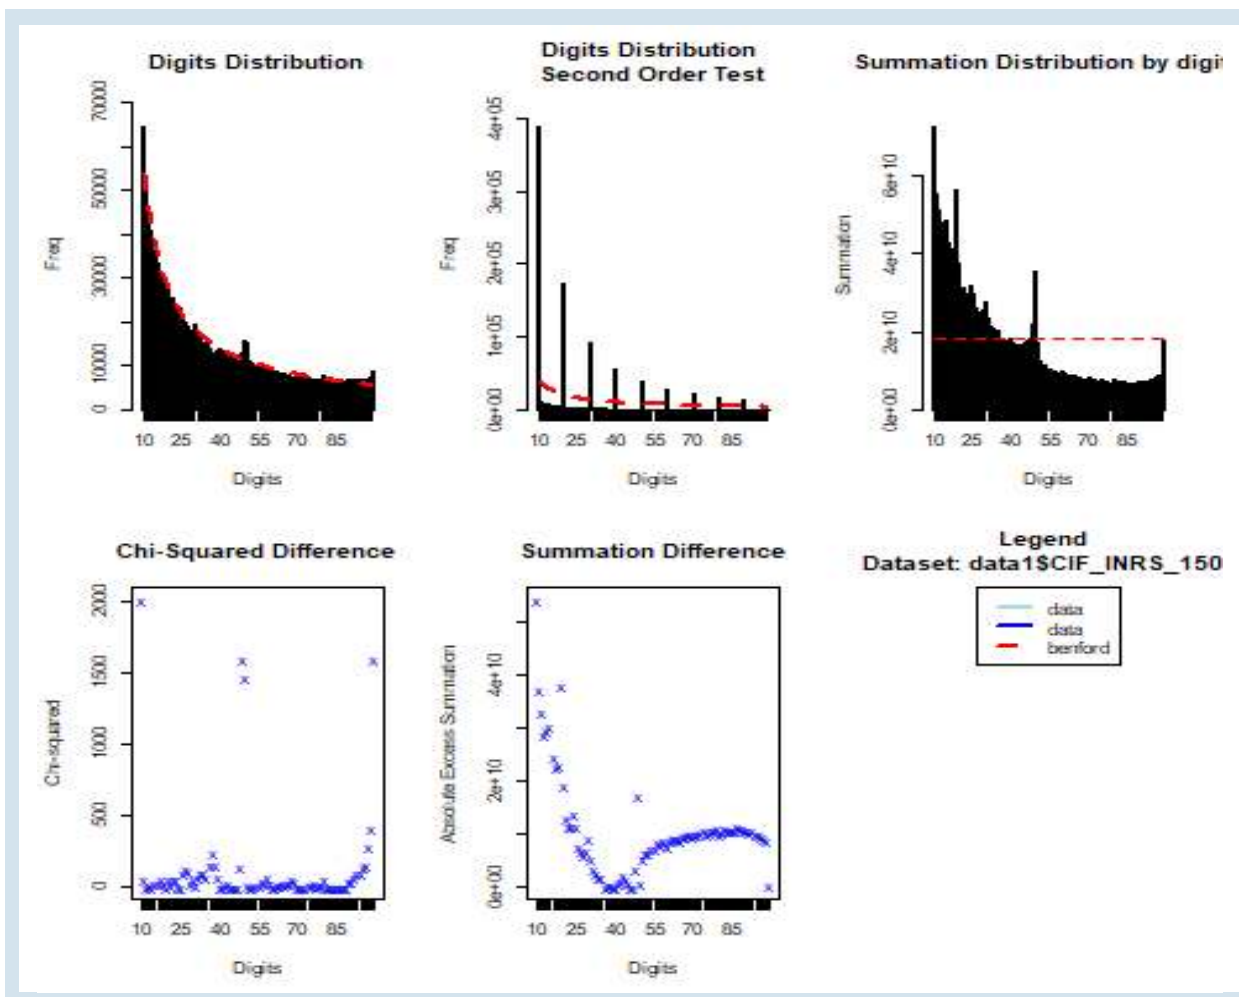 Digits Distribution
Freq
0 10000 30000 50000 70000
10 25 40 55 70 85
Digits
Digits Distribution
Second Order Test
Freq
0e+00 1e+05 2e+05 3e+05 4e+05
10 25 40 55 70 85
Digits
Summation Distribution by digit
Summation
0e+00 2e+10 4e+10 6e+10
10 25 40 55 70 85
Digits
Chi-Squared Difference
Chi-squared
0 500 1000 1500 2000
10 25 40 55 70 85
Digits
Summation Difference
Absolute Excess Summation
0e+00 2e+10 4e+10
10 25 40 55 70 85
Digits
Legend
Dataset: data1$CIF_INRS_150
data
data
benford